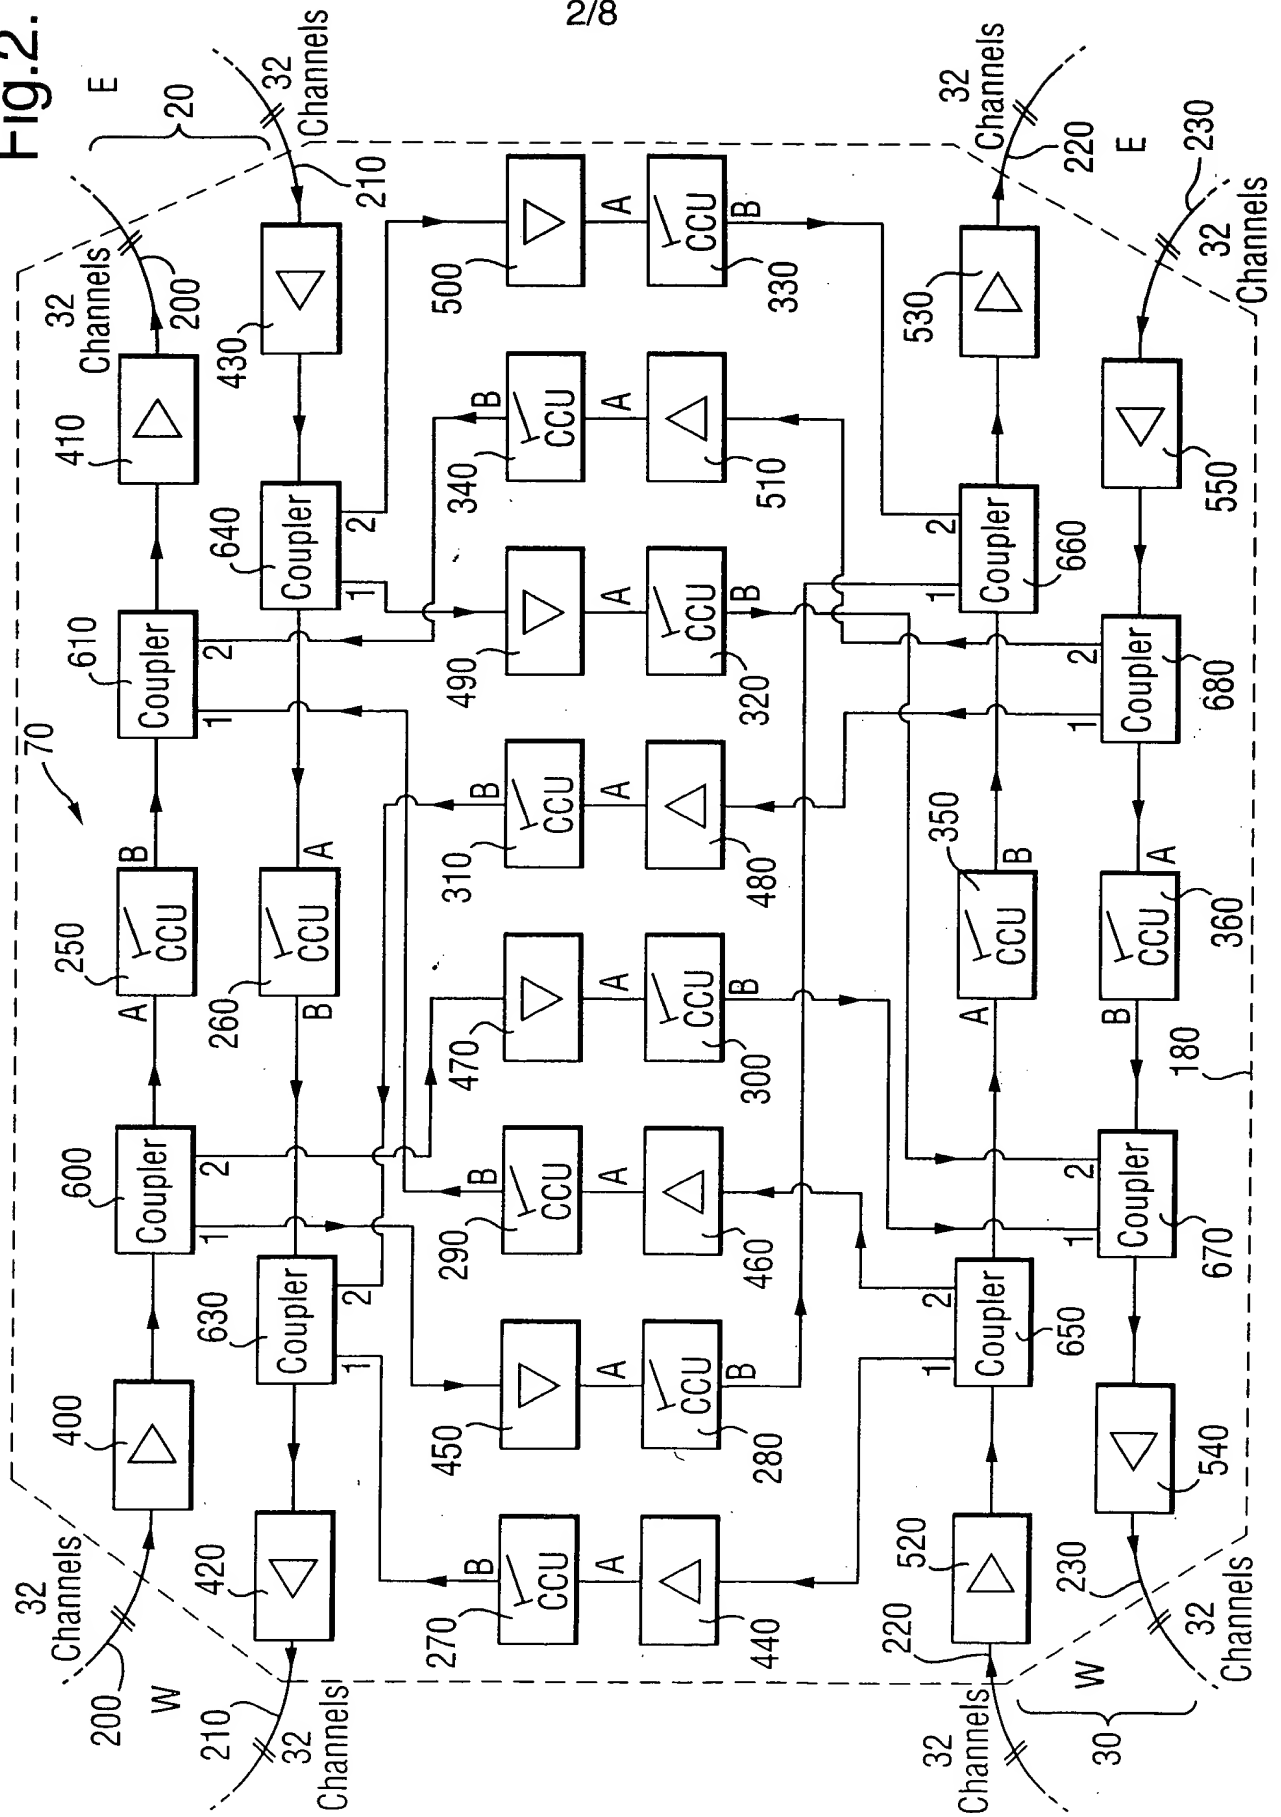 2/8
Fig.2.
E
20
32
Channels
210
32
Channels
200
410
430
500
A
CCU
B
330
530
32
Channels
220
E
230
32
Channels
550
Coupler
610
2
1
Coupler
640
2
1
340
B
CCU
A
510
490
A
CCU
B
320
2
1
Coupler
660
2
1
Coupler
680
70
250
B
CCU
A
260
A
CCU
B
310
B
CCU
A
480
470
A
CCU
B
300
350
B
CCU
A
360
A
CCU
B
180
600
Coupler
2
1
630
Coupler
2
1
290
B
CCU
A
460
450
A
CCU
B
280
2
1
Coupler
650
2
1
Coupler
670
400
420
270
B
CCU
A
440
520
540
32
Channels
200
W
210
32
Channels
220
32
Channels
W
30
230
32
Channels